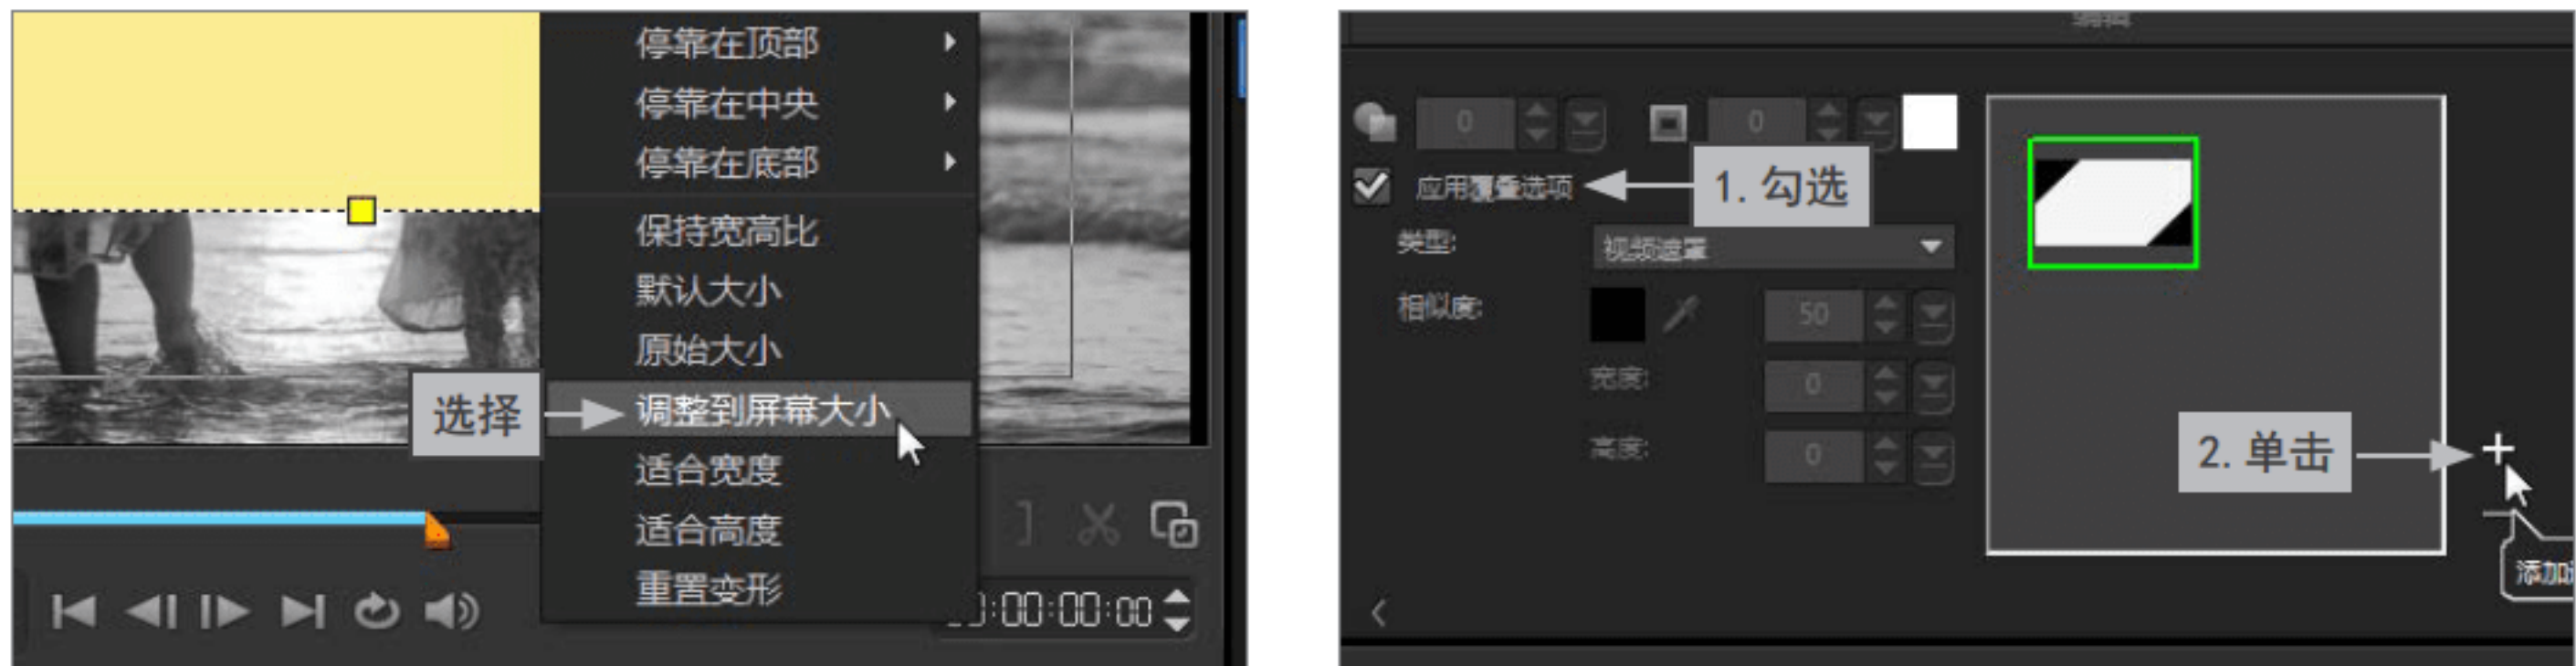 停靠在顶部
停靠在中央
停靠在底部
保持宽高比
默认大小
原始大小
选择
调整到屏幕大小
适合宽度
适合高度
重置变形
:00:00:00
编辑
0
0
应用覆叠选项
1. 勾选
类型:
视频遮罩
相似度:
50
宽度:
0
高度:
0
2. 单击
添加